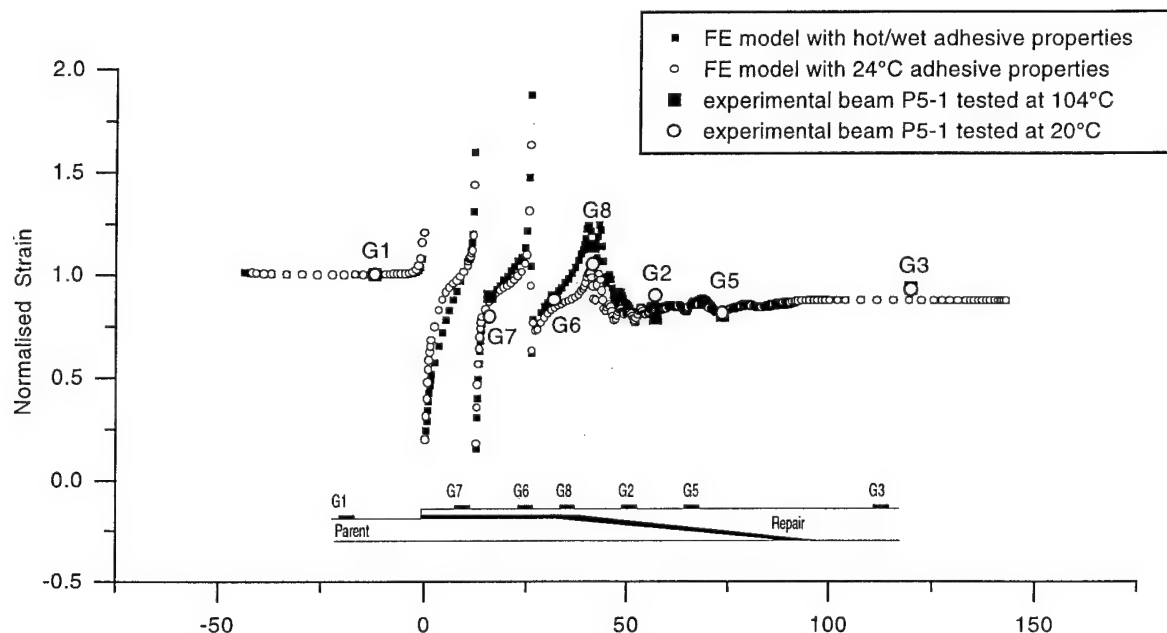 FE model with hot/wet adhesive properties
FE model with 24°C adhesive properties
experimental beam P5-1 tested at 104°C
experimental beam P5-1 tested at 20°C
2.0
1.5
1.0
0.5
0.0
-0.5
Normalised Strain
G1
G7
G6
G8
G2
G5
G3
G1
G7
G6
G8
G2
G5
G3
Parent
Repair
-50
0
25
50
100
150